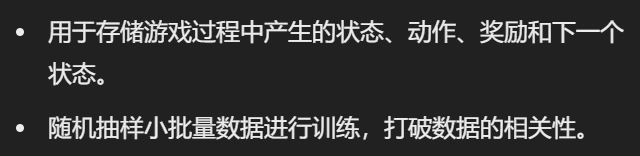 • 用于存储游戏过程中产生的状态、动作、奖励和下一个
状态。
• 随机抽样小批量数据进行训练，打破数据的相关性。